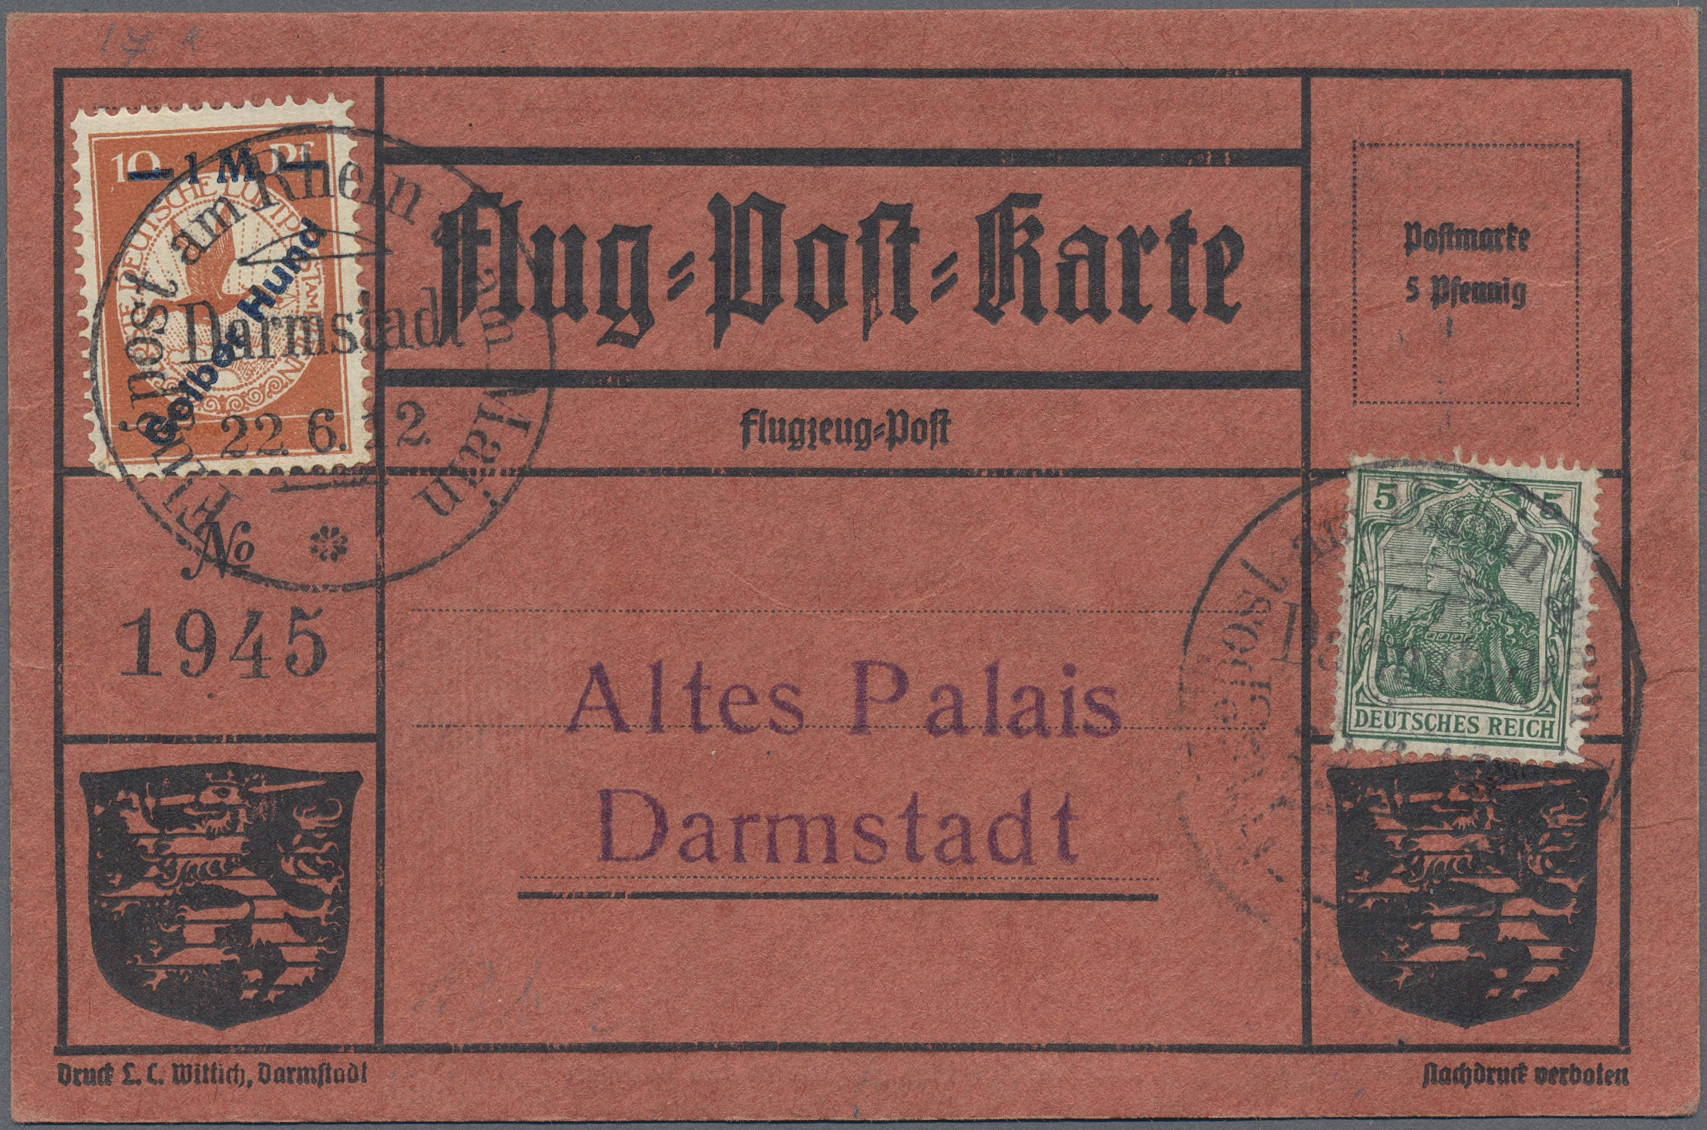 10 Pf
— 1 M —
Gelber Hund
Flugpost am Rhein u. am Main
Darmstadt
22. 6. 12.
Flug-Post-Karte
Flugzeug-Post
Postmarke
5 Pfennig
No
1945
5 5
DEUTSCHES REICH
Altes Palais
Darmstadt
Druck L. C. Wittich, Darmstadt
Nachdruck verboten